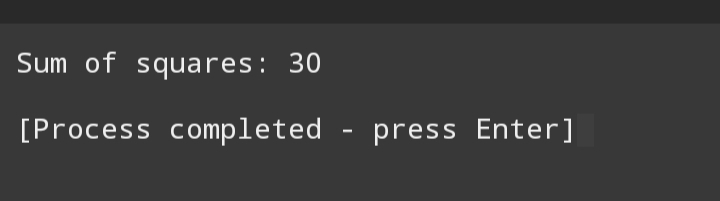 Sum of squares: 30
[Process completed - press Enter]